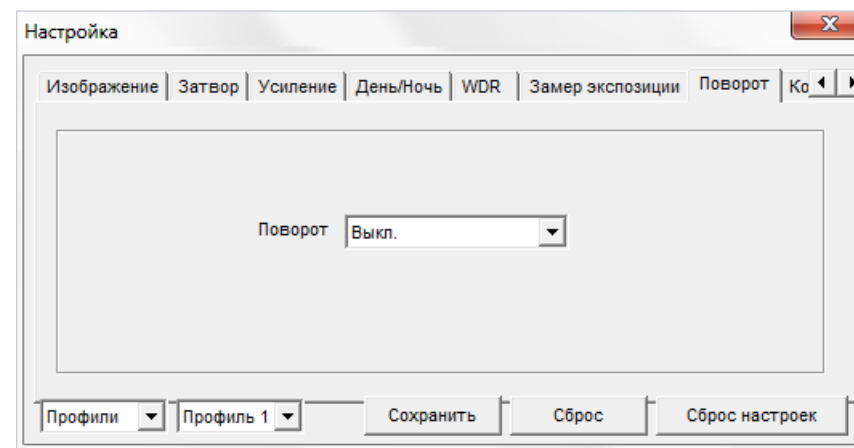 Настройка
Изображение Затвор Усиление День/Ночь WDR Замер экспозиции Поворот Ко
Поворот Выкл.
Профили Профиль 1 Сохранить Сброс Сброс настроек